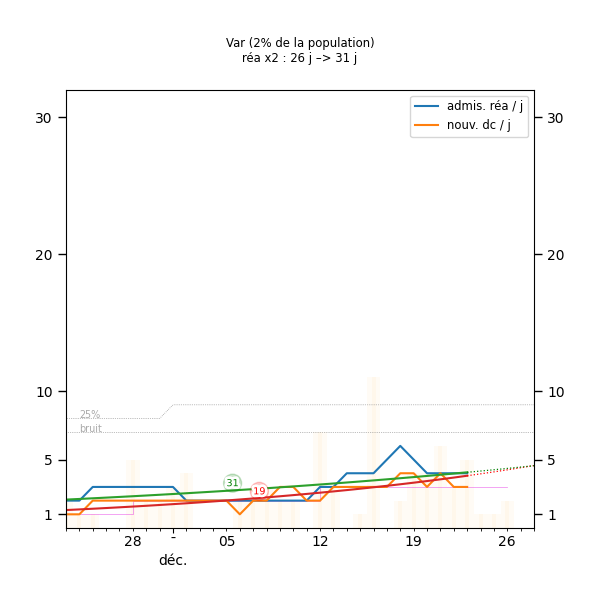 Var (2% de la population)
réa x2 : 26 j –> 31 j
admis. réa / j
nouv. dc / j
30 30
20 20
10 10
25%
bruit
5 5
31
19
1 1
28 - 05 12 19 26
déc.